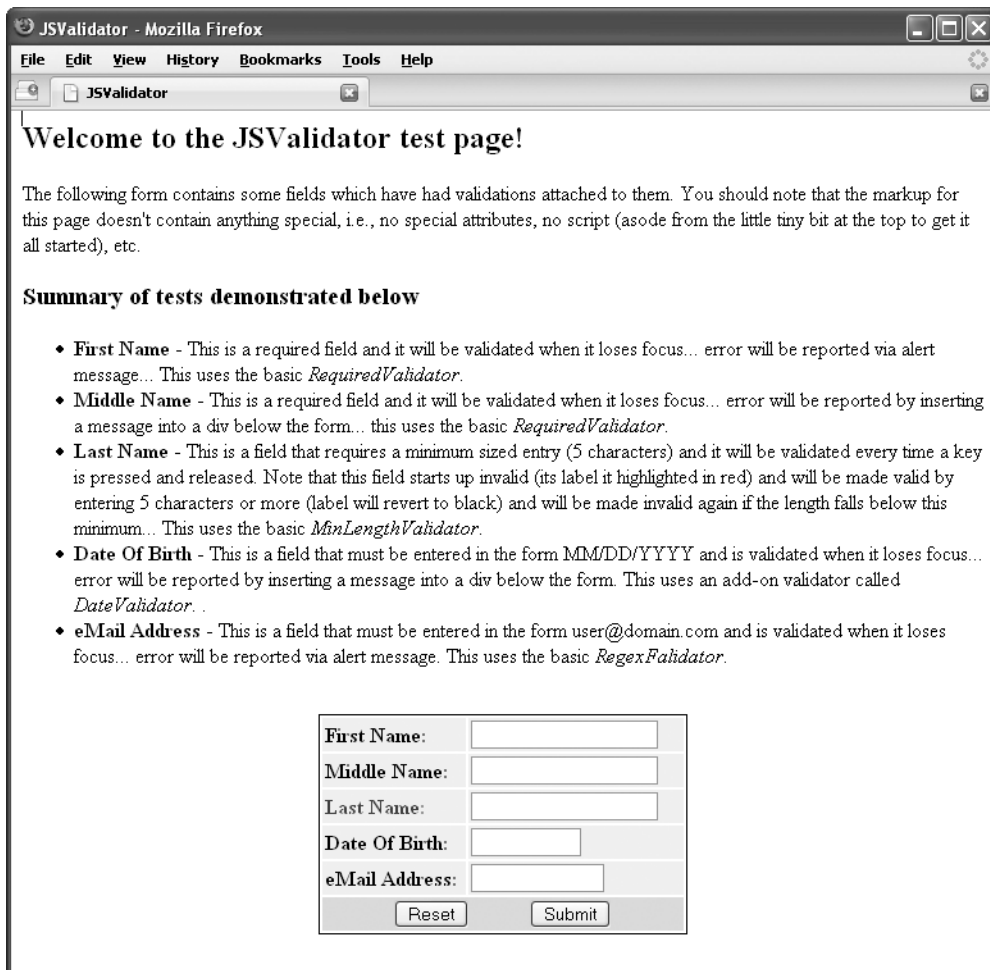 JSValidator - Mozilla Firefox
File Edit View History Bookmarks Tools Help
JSValidator
Welcome to the JSValidator test page!
The following form contains some fields which have had validations attached to them. You should note that the markup for
this page doesn't contain anything special, i.e., no special attributes, no script (asode from the little tiny bit at the top to get it
all started), etc.
Summary of tests demonstrated below
• First Name - This is a required field and it will be validated when it loses focus... error will be reported via alert
message... This uses the basic RequiredValidator.
• Middle Name - This is a required field and it will be validated when it loses focus... error will be reported by inserting
a message into a div below the form... this uses the basic RequiredValidator.
• Last Name - This is a field that requires a minimum sized entry (5 characters) and it will be validated every time a key
is pressed and released. Note that this field starts up invalid (its label it highlighted in red) and will be made valid by
entering 5 characters or more (label will revert to black) and will be made invalid again if the length falls below this
minimum... This uses the basic MinLengthValidator.
• Date Of Birth - This is a field that must be entered in the form MM/DD/YYYY and is validated when it loses focus...
error will be reported by inserting a message into a div below the form. This uses an add-on validator called
DateValidator. .
• eMail Address - This is a field that must be entered in the form user@domain.com and is validated when it loses
focus... error will be reported via alert message. This uses the basic RegexFalidator.
First Name:
Middle Name:
Last Name:
Date Of Birth:
eMail Address:
Reset Submit